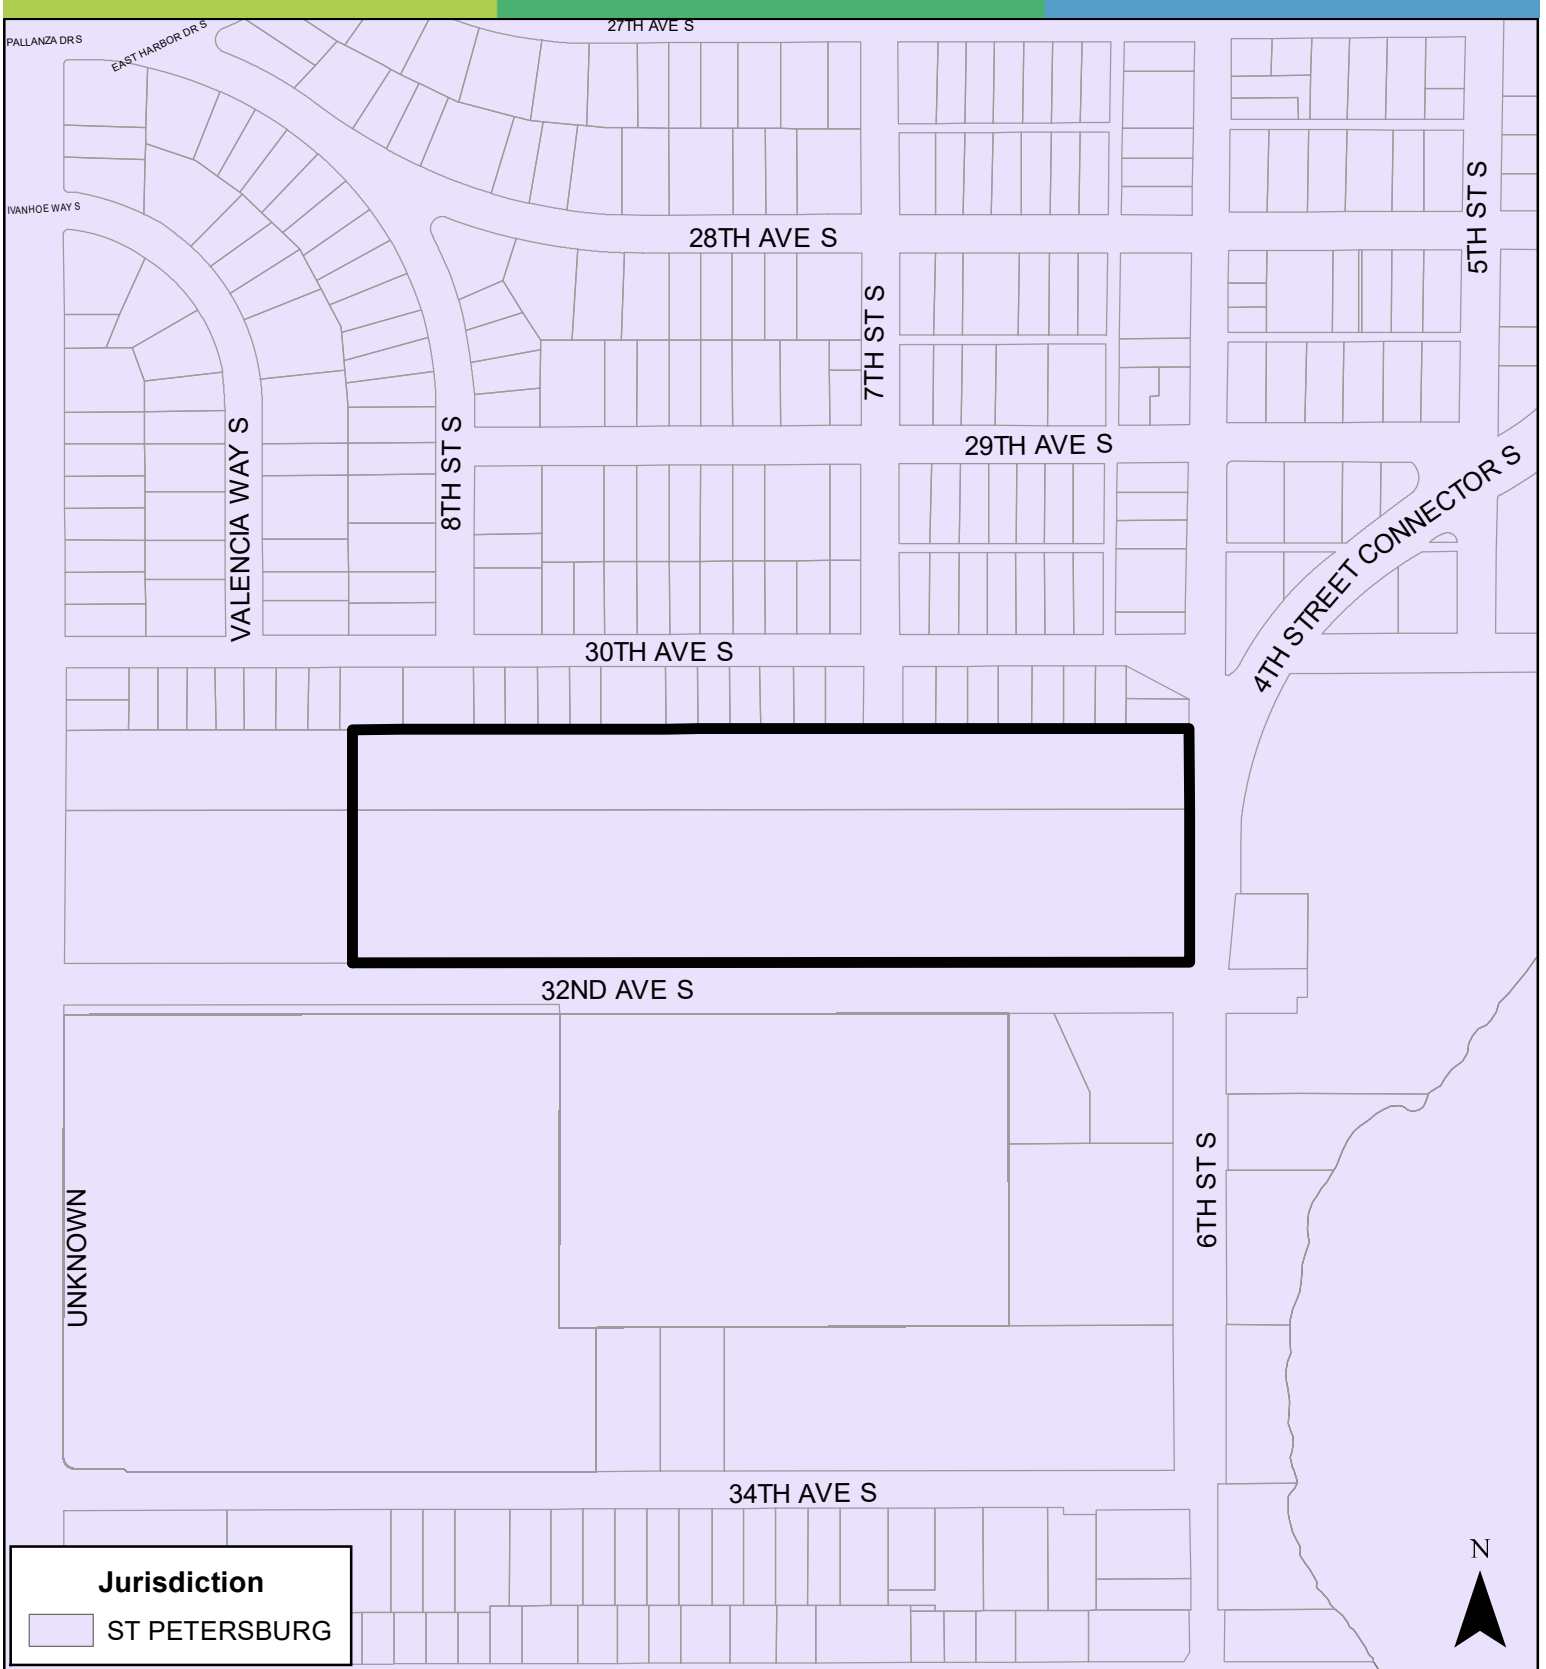 27TH AVE S
PALLANZA DR S
EAST HARBOR DR S
IVANHOE WAY S
5TH ST S
28TH AVE S
7TH ST S
29TH AVE S
8TH ST S
VALENCIA WAY S
4TH STREET CONNECTOR S
30TH AVE S
32ND AVE S
6TH ST S
UNKNOWN
34TH AVE S
N
Jurisdiction
ST PETERSBURG